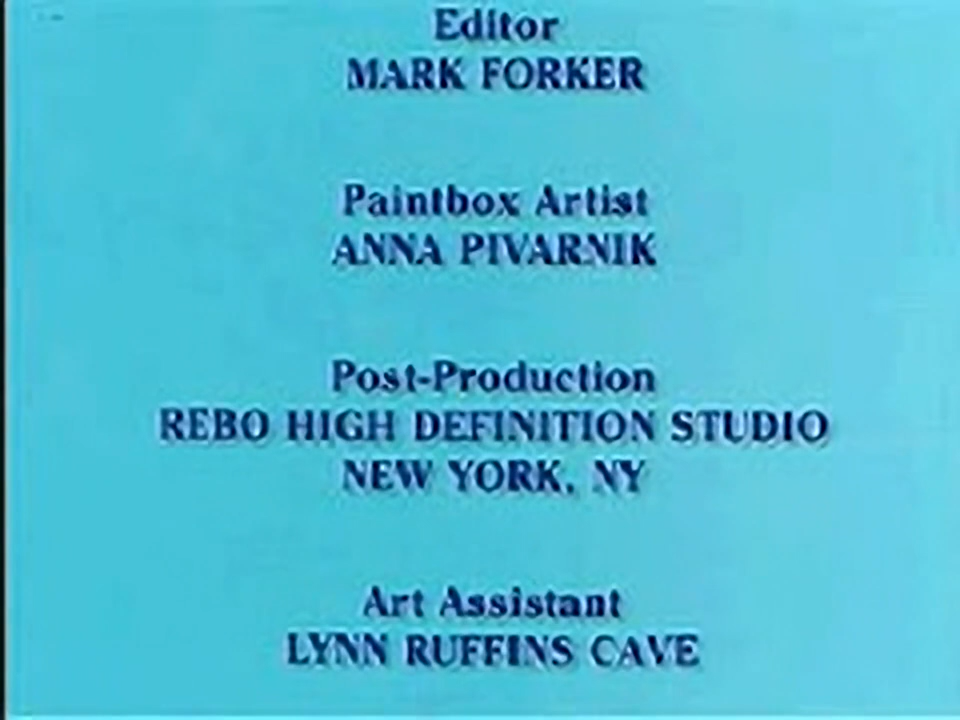 Editor
MARK FORKER
Paintbox Artist
ANNA PIVARNIK
Post-Production
REBO HIGH DEFINITION STUDIO
NEW YORK, NY
Art Assistant
LYNN RUFFINS CAVE